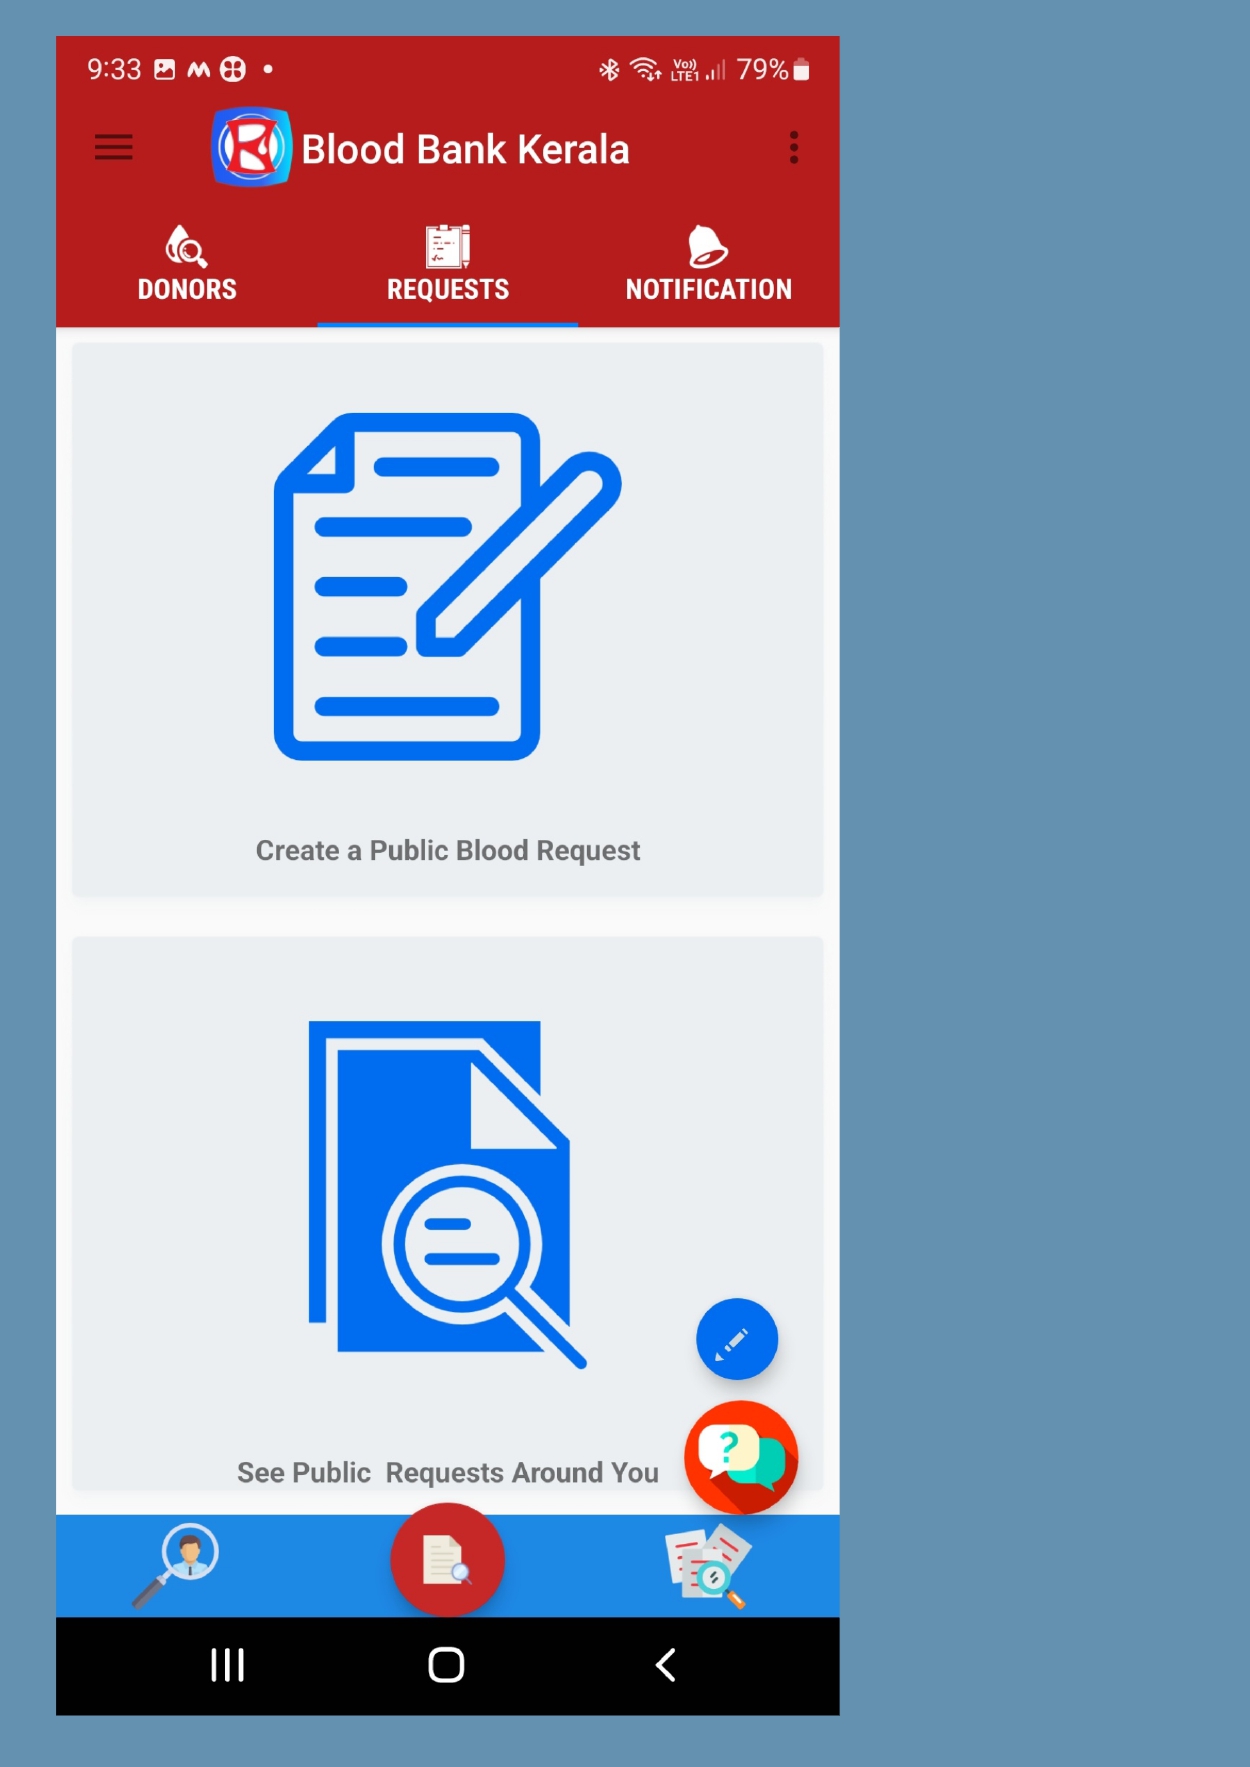 9:33 Vo)) LTE1 79%
Blood Bank Kerala
DONORS REQUESTS NOTIFICATION
Create a Public Blood Request
?
See Public  Requests Around You